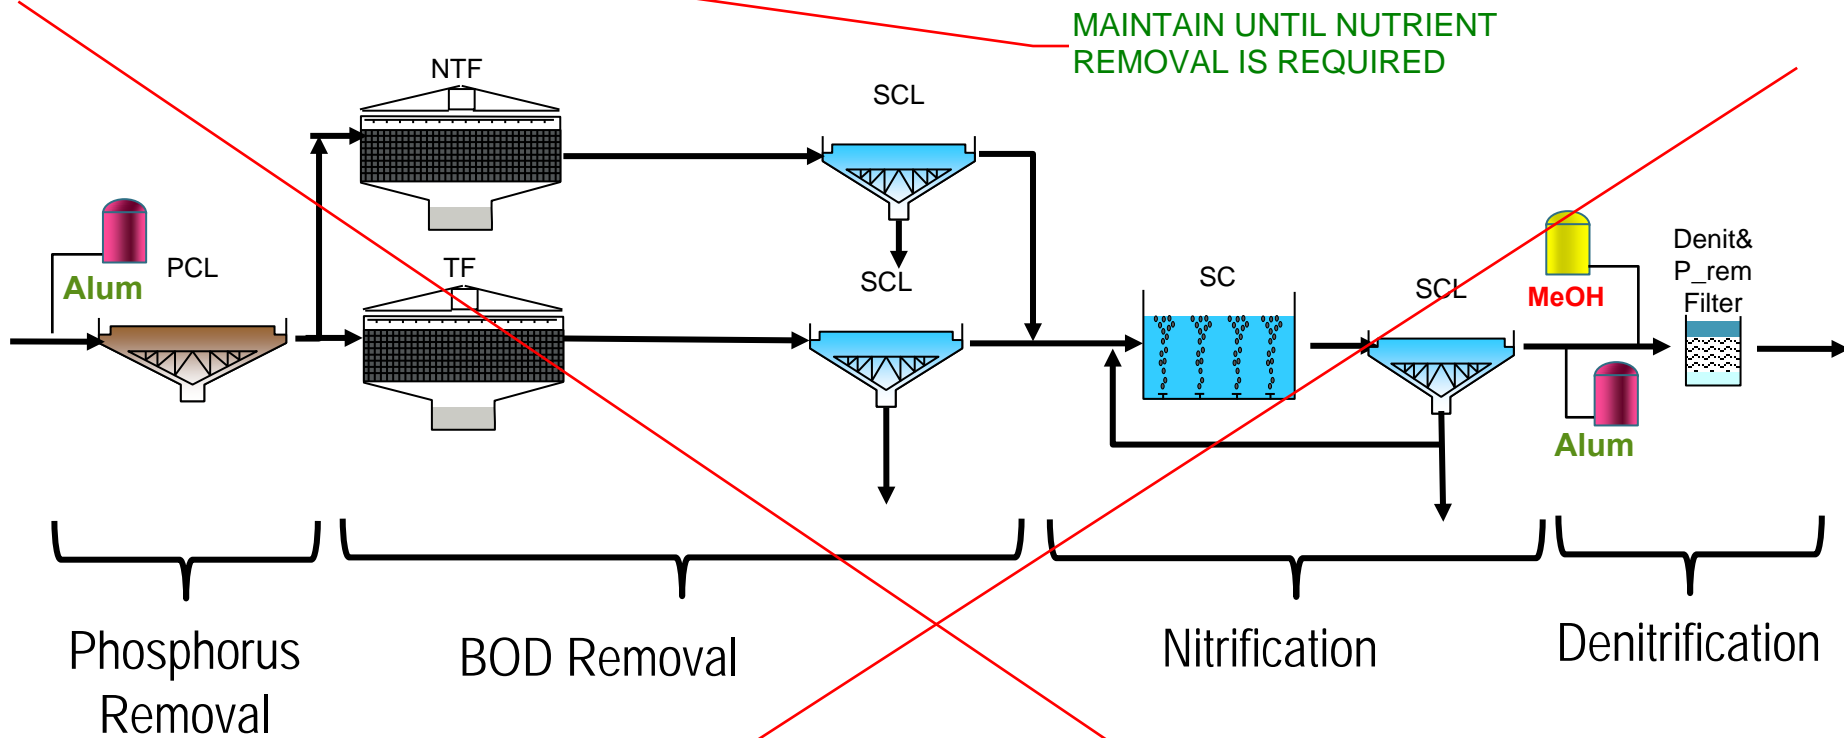 MAINTAIN UNTIL NUTRIENT
REMOVAL IS REQUIRED
NTF
SCL
Alum
PCL
TF
SCL
SC
SCL
MeOH
Denit&
P_rem
Filter
Alum
Phosphorus
Removal
BOD Removal
Nitrification
Denitrification